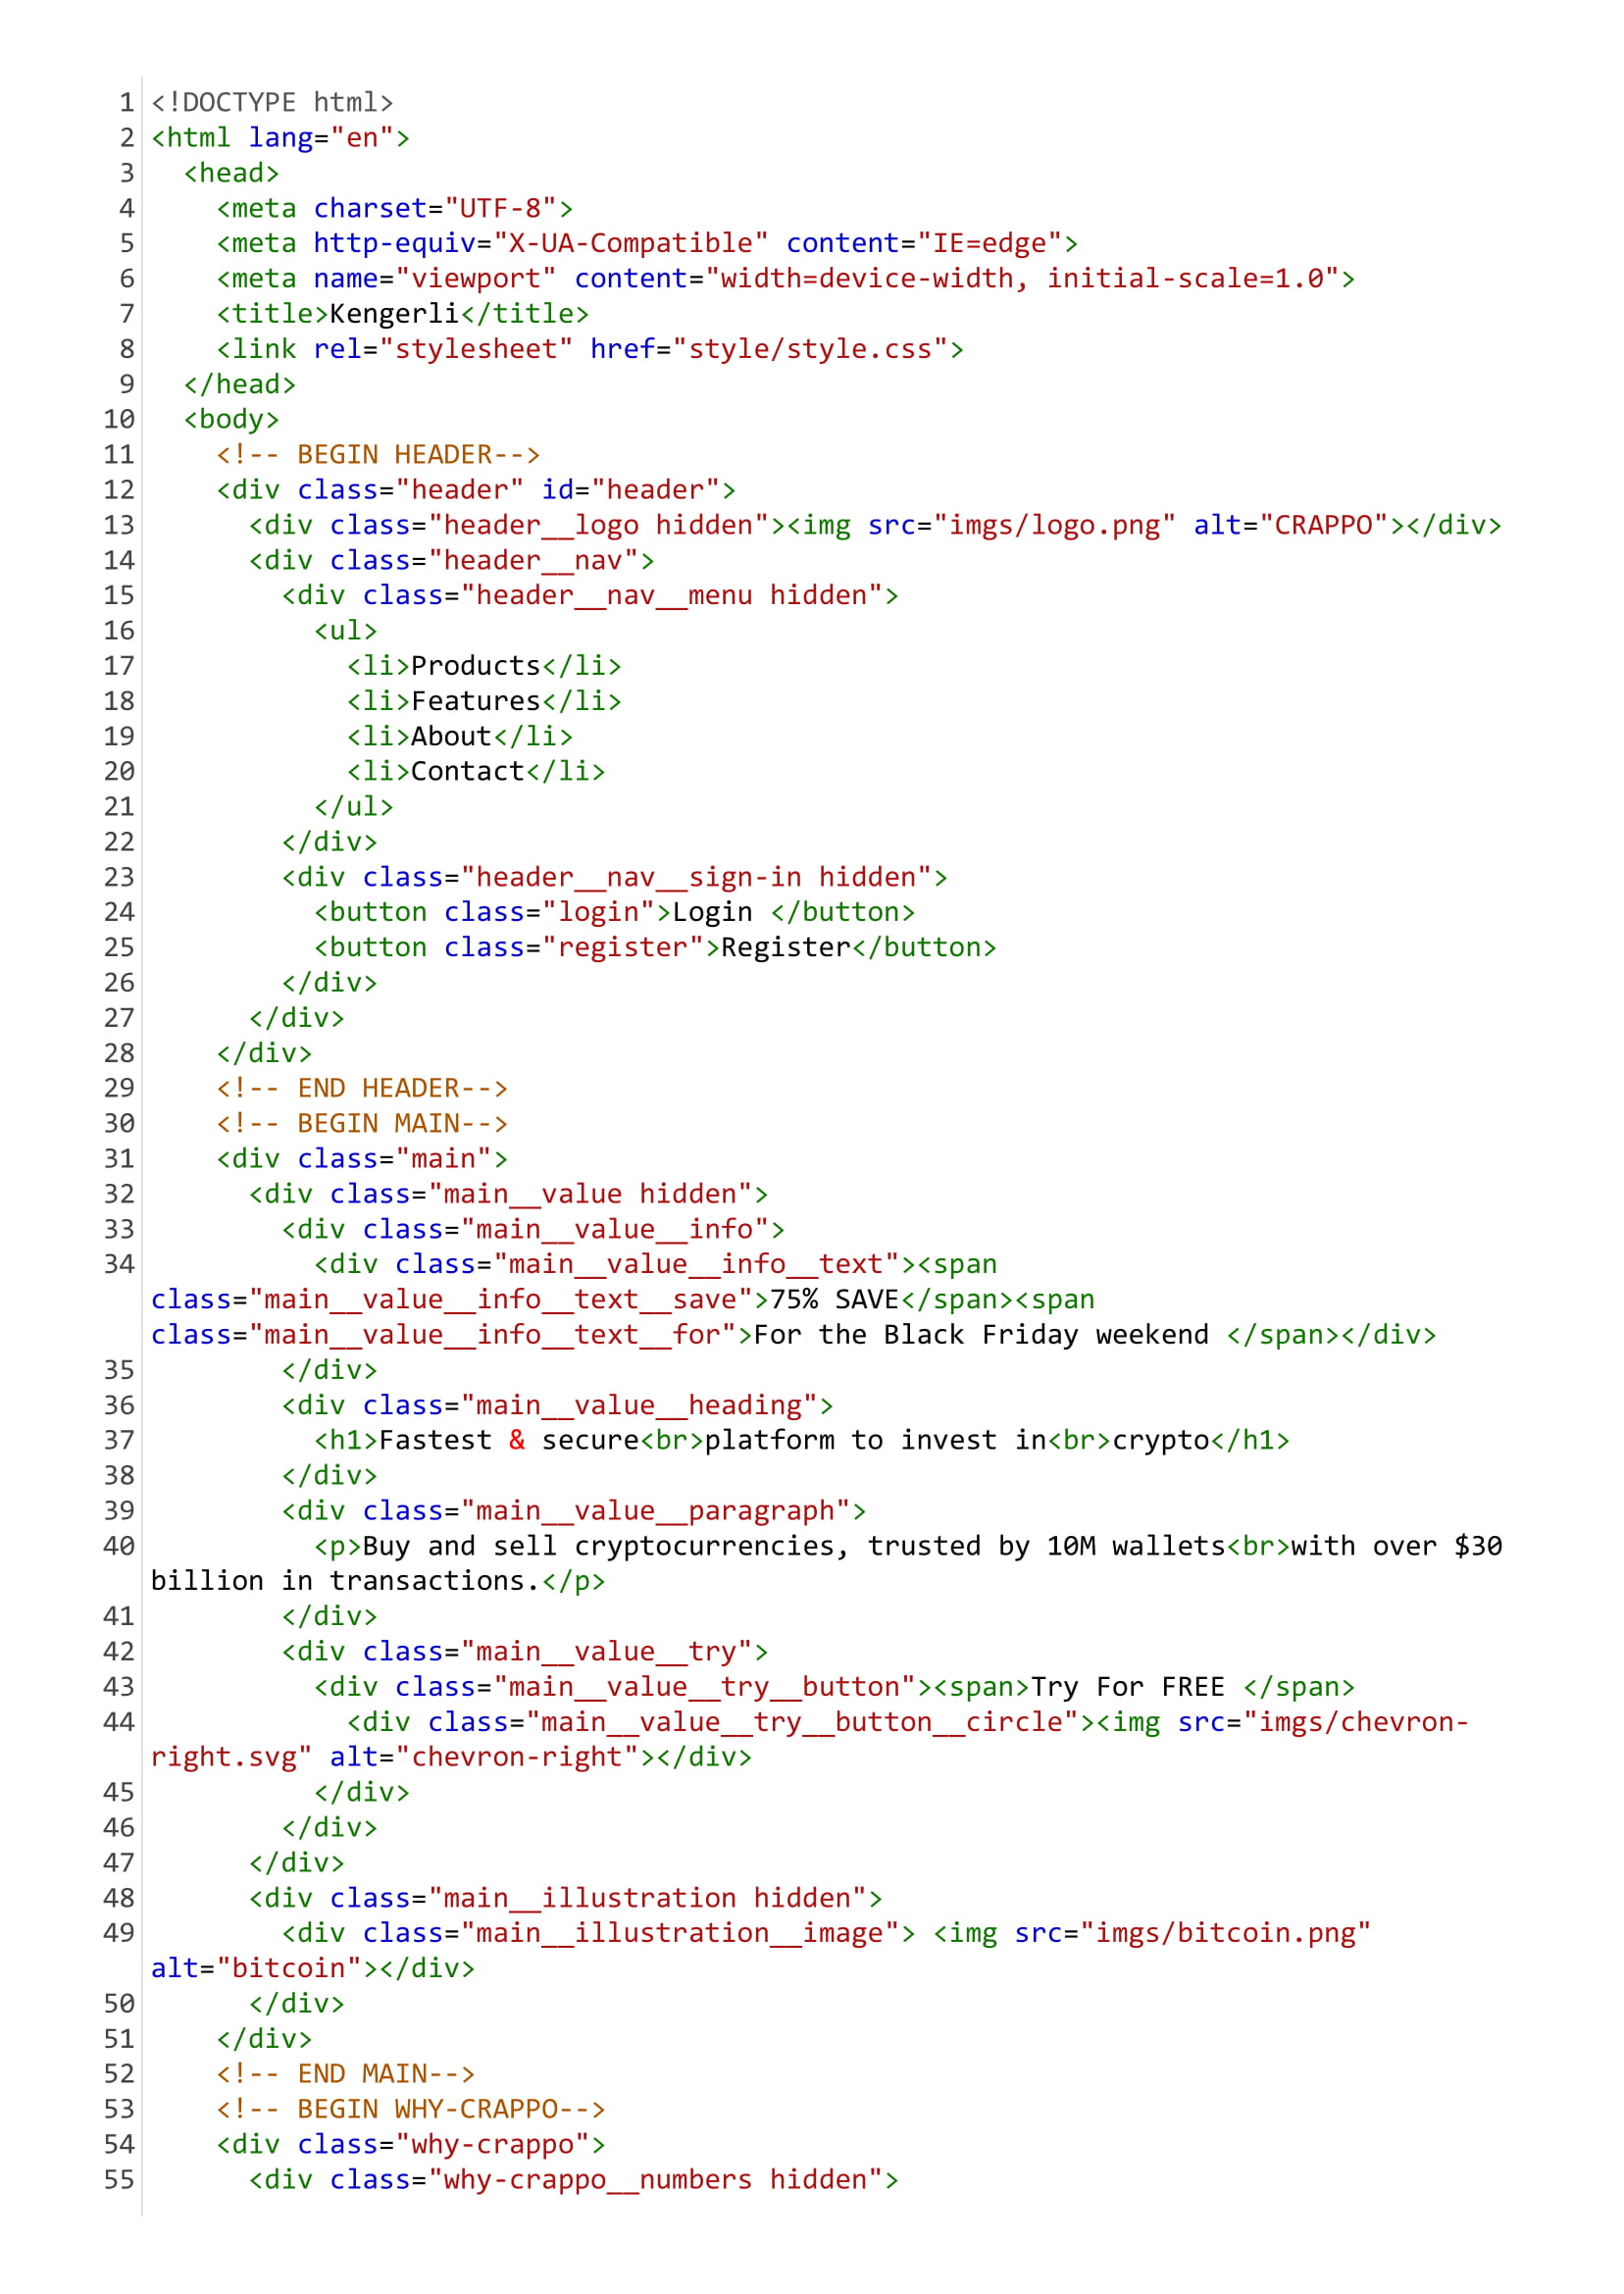 1 <!DOCTYPE html>
2 <html lang="en">
3   <head>
4     <meta charset="UTF-8">
5     <meta http-equiv="X-UA-Compatible" content="IE=edge">
6     <meta name="viewport" content="width=device-width, initial-scale=1.0">
7     <title>Kengerli</title>
8     <link rel="stylesheet" href="style/style.css">
9   </head>
10   <body>
11     <!-- BEGIN HEADER-->
12     <div class="header" id="header">
13       <div class="header__logo hidden"><img src="imgs/logo.png" alt="CRAPPO"></div>
14       <div class="header__nav">
15         <div class="header__nav__menu hidden">
16           <ul>
17             <li>Products</li>
18             <li>Features</li>
19             <li>About</li>
20             <li>Contact</li>
21           </ul>
22         </div>
23         <div class="header__nav__sign-in hidden">
24           <button class="login">Login </button>
25           <button class="register">Register</button>
26         </div>
27       </div>
28     </div>
29     <!-- END HEADER-->
30     <!-- BEGIN MAIN-->
31     <div class="main">
32       <div class="main__value hidden">
33         <div class="main__value__info">
34           <div class="main__value__info__text"><span
class="main__value__info__text__save">75% SAVE</span><span
class="main__value__info__text__for">For the Black Friday weekend </span></div>
35         </div>
36         <div class="main__value__heading">
37           <h1>Fastest & secure<br>platform to invest in<br>crypto</h1>
38         </div>
39         <div class="main__value__paragraph">
40           <p>Buy and sell cryptocurrencies, trusted by 10M wallets<br>with over $30
billion in transactions.</p>
41         </div>
42         <div class="main__value__try">
43           <div class="main__value__try__button"><span>Try For FREE </span>
44             <div class="main__value__try__button__circle"><img src="imgs/chevron-
right.svg" alt="chevron-right"></div>
45           </div>
46         </div>
47       </div>
48       <div class="main__illustration hidden">
49         <div class="main__illustration__image"> <img src="imgs/bitcoin.png"
alt="bitcoin"></div>
50       </div>
51     </div>
52     <!-- END MAIN-->
53     <!-- BEGIN WHY-CRAPPO-->
54     <div class="why-crappo">
55       <div class="why-crappo__numbers hidden">